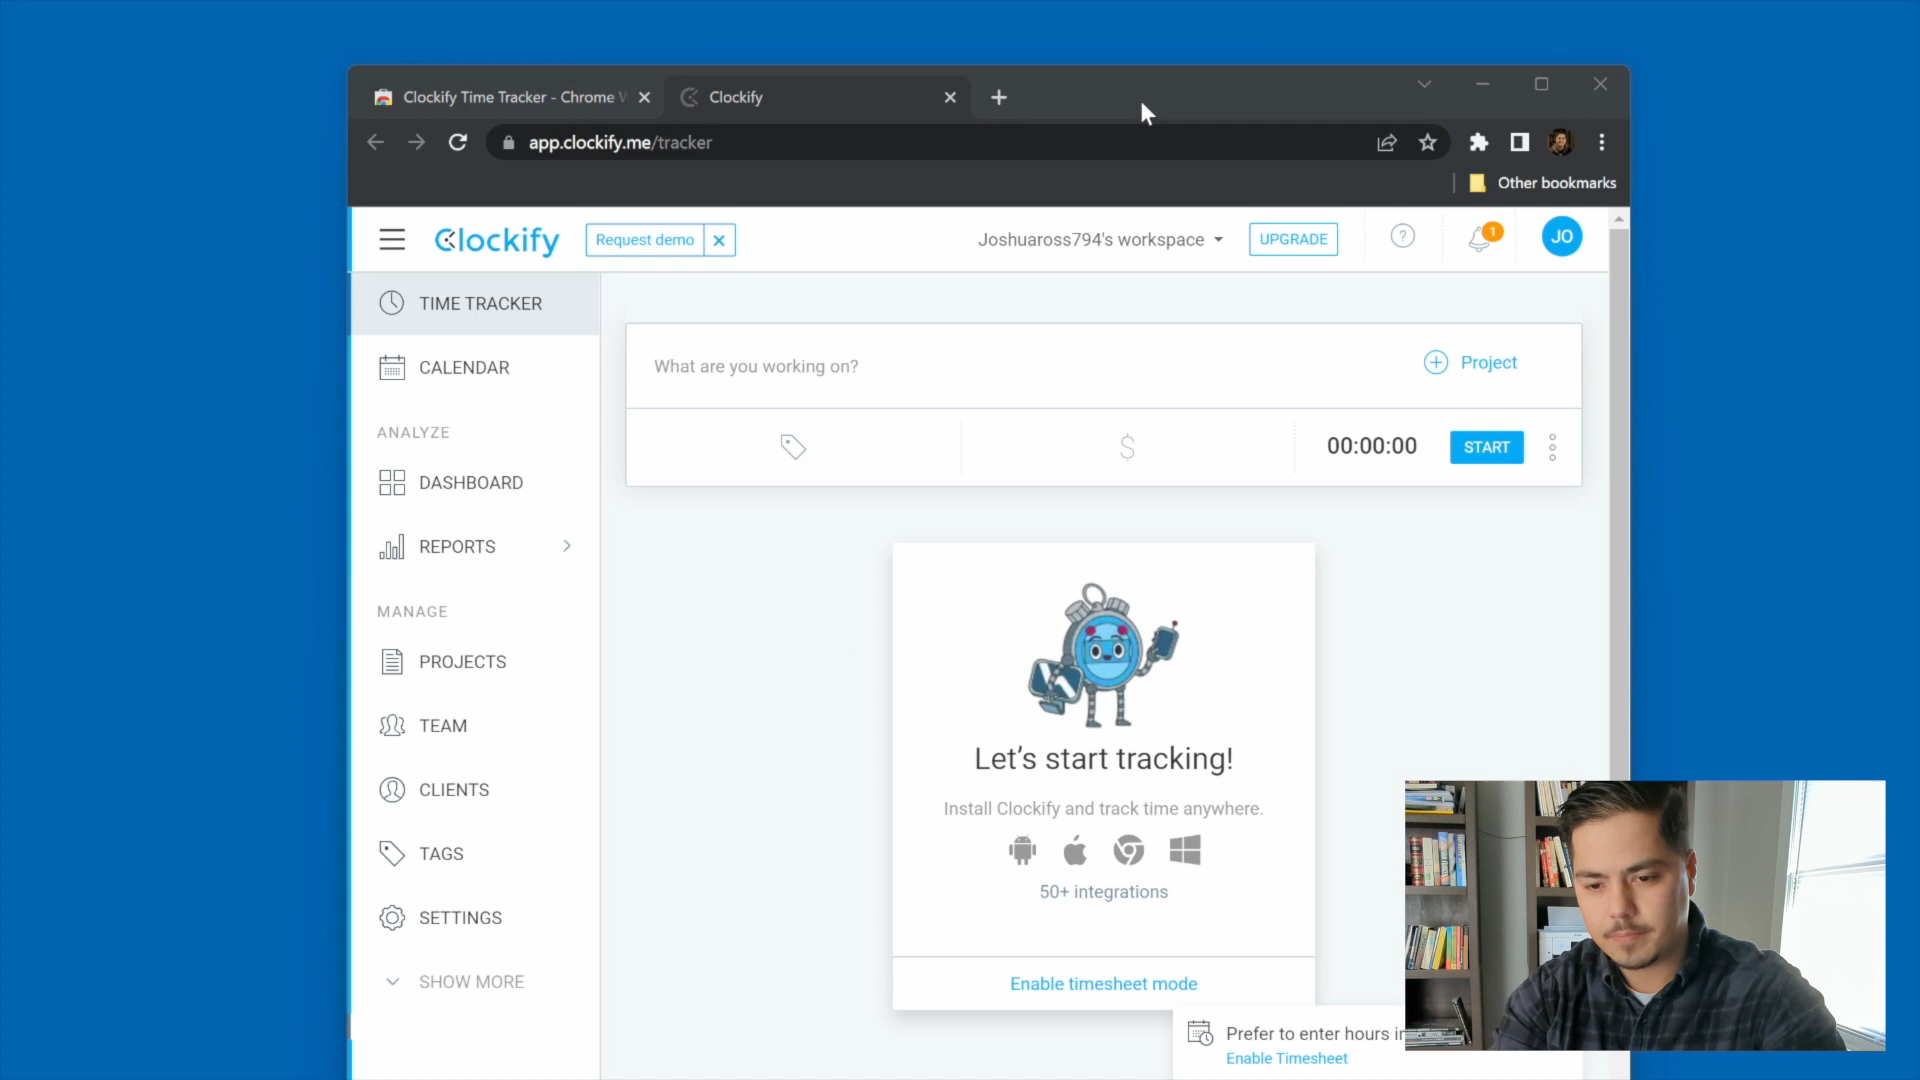 Clockify Time Tracker - Chrome W
Clockify
app.clockify.me/tracker
Other bookmarks
Clockify
Request demo
Joshuaross794's workspace
UPGRADE
?
1
JO
TIME TRACKER
CALENDAR
ANALYZE
DASHBOARD
REPORTS
MANAGE
PROJECTS
TEAM
CLIENTS
TAGS
SETTINGS
SHOW MORE
What are you working on?
Project
$
00:00:00
START
Let's start tracking!
Install Clockify and track time anywhere.
50+ integrations
Enable timesheet mode
Prefer to enter hours
Enable Timesheet